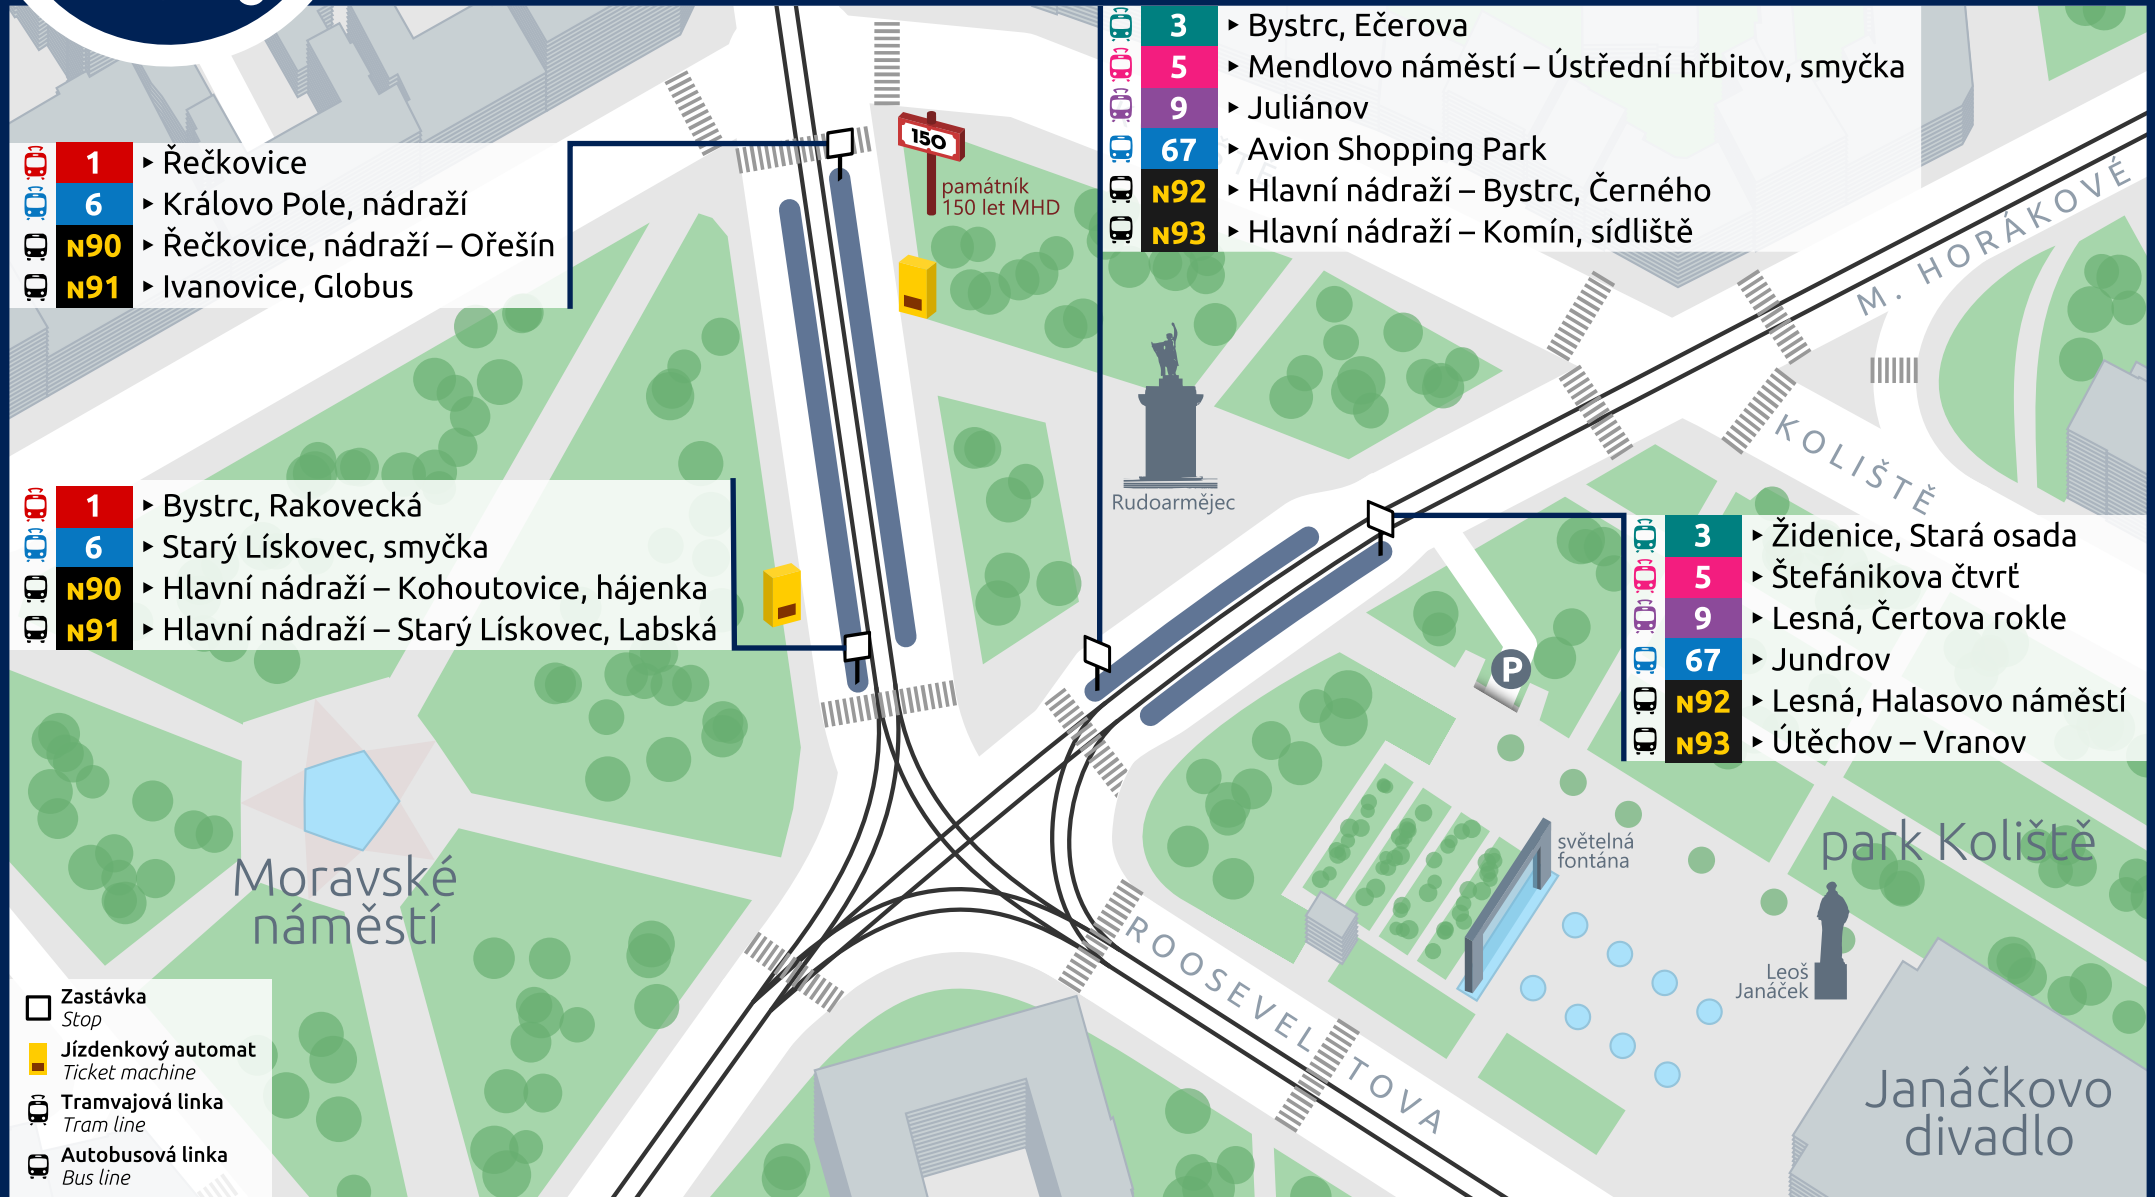 3 ▸ Bystrc, Ečerova
5 ▸ Mendlovo náměstí – Ústřední hřbitov, smyčka
9 ▸ Juliánov
67 ▸ Avion Shopping Park
N92 ▸ Hlavní nádraží – Bystrc, Černého
N93 ▸ Hlavní nádraží – Komín, sídliště
1 ▸ Řečkovice
6 ▸ Královo Pole, nádraží
N90 ▸ Řečkovice, nádraží – Ořešín
N91 ▸ Ivanovice, Globus
150
památník
150 let MHD
M. HORÁKOVÉ
KOLIŠTĚ
Rudoarmějec
1 ▸ Bystrc, Rakovecká
6 ▸ Starý Lískovec, smyčka
N90 ▸ Hlavní nádraží – Kohoutovice, hájenka
N91 ▸ Hlavní nádraží – Starý Lískovec, Labská
3 ▸ Židenice, Stará osada
5 ▸ Štefánikova čtvrť
9 ▸ Lesná, Čertova rokle
67 ▸ Jundrov
N92 ▸ Lesná, Halasovo náměstí
N93 ▸ Útěchov – Vranov
P
světelná
fontána
park Koliště
Moravské
náměstí
ROOSEVELTOVA
Leoš
Janáček
Janáčkovo
divadlo
Zastávka
Stop
Jízdenkový automat
Ticket machine
Tramvajová linka
Tram line
Autobusová linka
Bus line